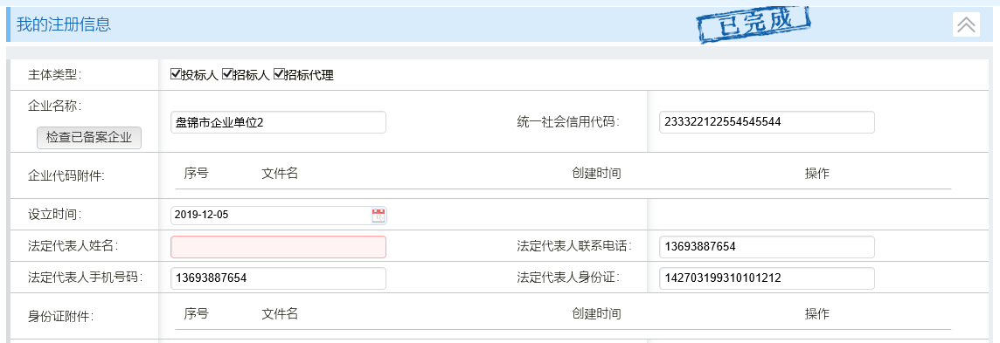 我的注册信息
已完成
主体类型:
投标人 招标人 招标代理
企业名称:
检查已备案企业
盘锦市企业单位2
统一社会信用代码:
233322122554545544
企业代码附件:
序号 文件名 创建时间 操作
设立时间:
2019-12-05
法定代表人姓名:
法定代表人联系电话:
13693887654
法定代表人手机号码:
13693887654
法定代表人身份证:
142703199310101212
身份证附件:
序号 文件名 创建时间 操作